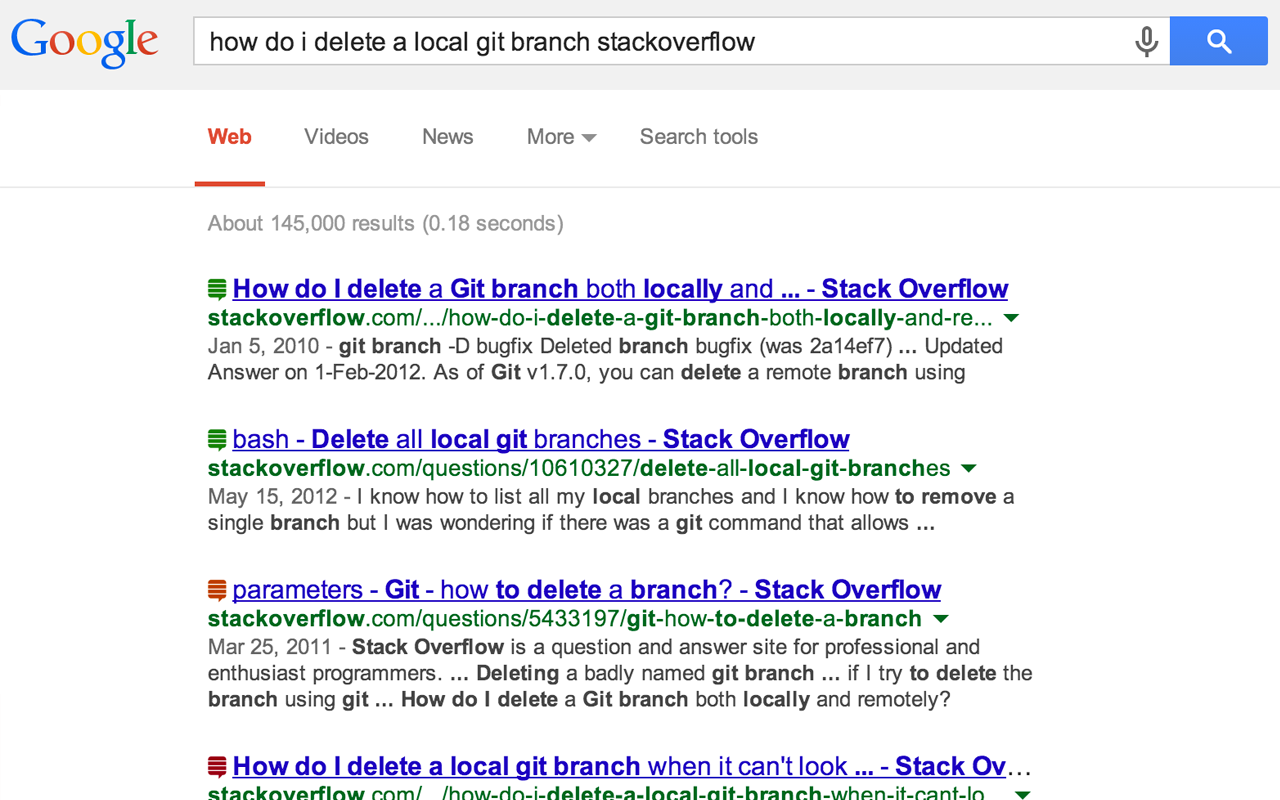 Google
how do i delete a local git branch stackoverflow
Web Videos News More Search tools
About 145,000 results (0.18 seconds)
How do I delete a Git branch both locally and ... - Stack Overflow
stackoverflow.com/.../how-do-i-delete-a-git-branch-both-locally-and-re...
Jan 5, 2010 - git branch -D bugfix Deleted branch bugfix (was 2a14ef7) ... Updated
Answer on 1-Feb-2012. As of Git v1.7.0, you can delete a remote branch using
bash - Delete all local git branches - Stack Overflow
stackoverflow.com/questions/10610327/delete-all-local-git-branches
May 15, 2012 - I know how to list all my local branches and I know how to remove a
single branch but I was wondering if there was a git command that allows ...
parameters - Git - how to delete a branch? - Stack Overflow
stackoverflow.com/questions/5433197/git-how-to-delete-a-branch
Mar 25, 2011 - Stack Overflow is a question and answer site for professional and
enthusiast programmers. ... Deleting a badly named git branch ... if I try to delete the
branch using git ... How do I delete a Git branch both locally and remotely?
How do I delete a local git branch when it can't look ... - Stack Ov...
stackoverflow.com/.../how-do-i-delete-a-local-git-branch-when-it-cant-lo...